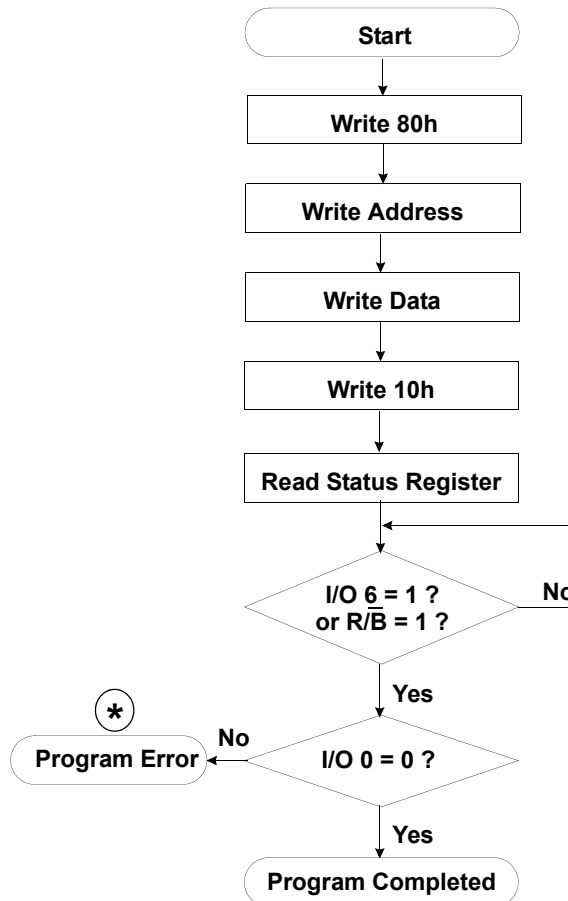 Start
Write 80h
Write Address
Write Data
Write 10h
Read Status Register
I/O 6 = 1 ?
or R/B̅ = 1 ?
No
Yes
*
No
Program Error
I/O 0 = 0 ?
Yes
Program Completed